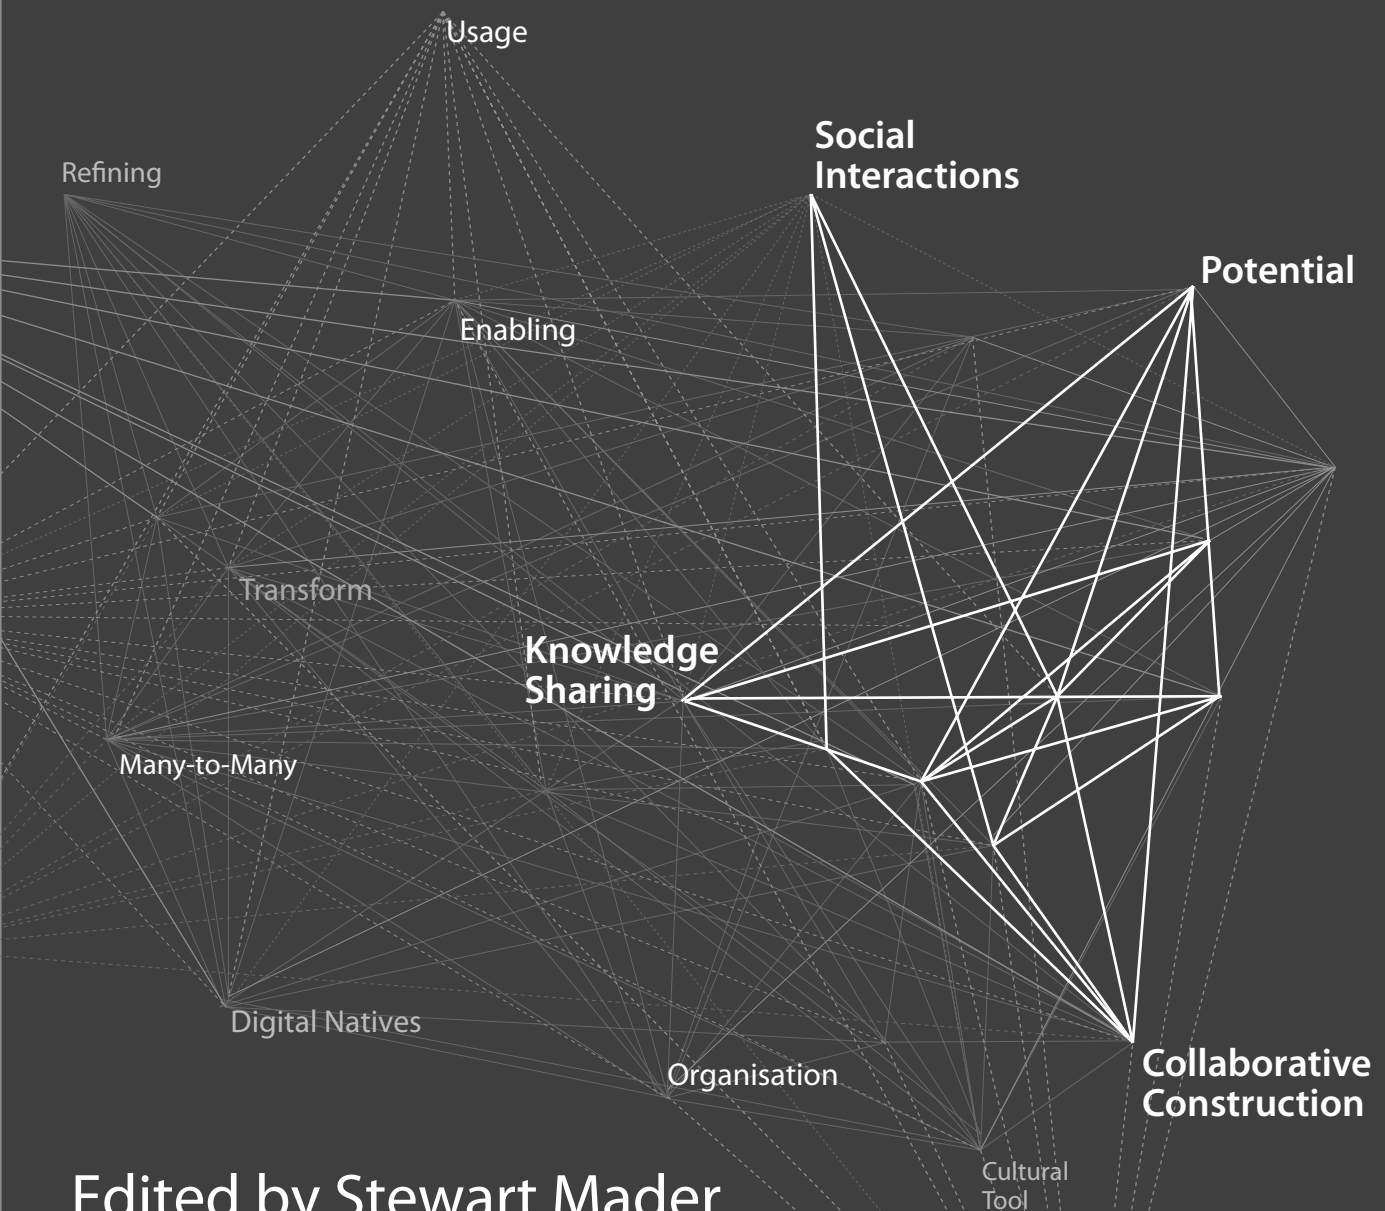 Usage
Social
Interactions
Refining
Potential
Enabling
Transform
Knowledge
Sharing
Many-to-Many
Digital Natives
Organisation
Collaborative
Construction
Cultural
Tool
Edited by Stewart Mader